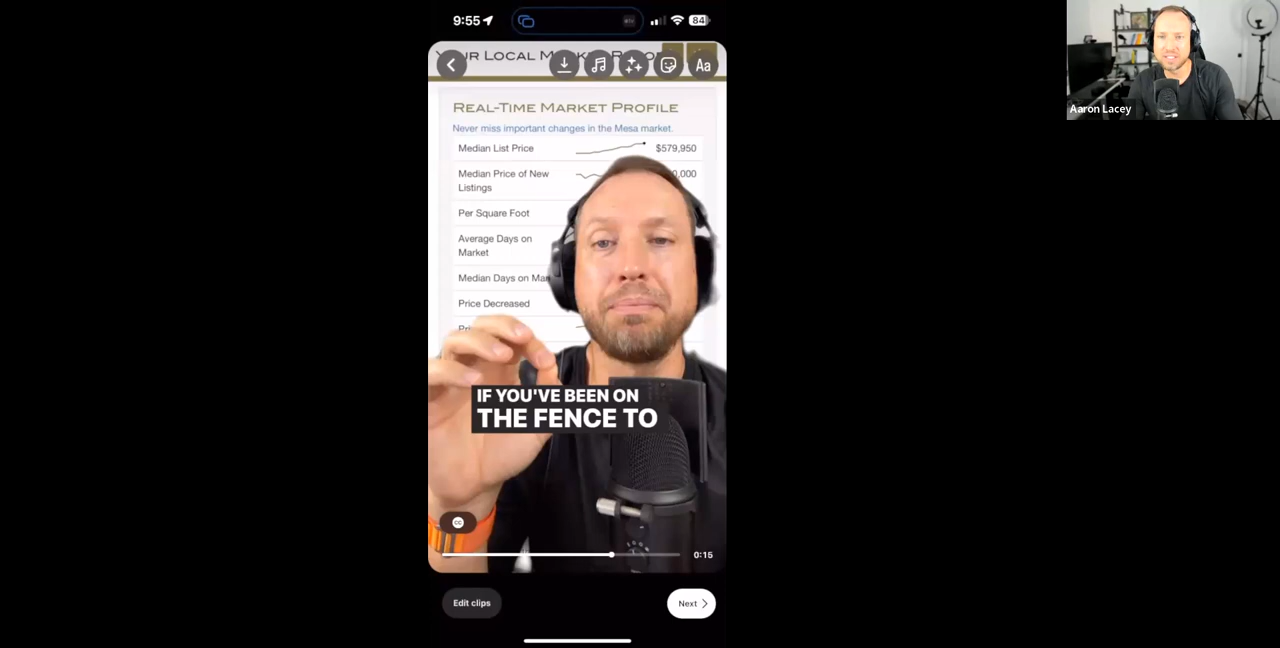 9:55
84
R LOCAL M
Aa
REAL-TIME MARKET PROFILE
Never miss important changes in the Mesa market.
Median List Price $579,950
Median Price of New
Listings
Per Square Foot
Average Days on
Market
Median Days on Mar
Price Decreased
IF YOU'VE BEEN ON
THE FENCE TO
CC
0:15
Edit clips
Next
Aaron Lacey